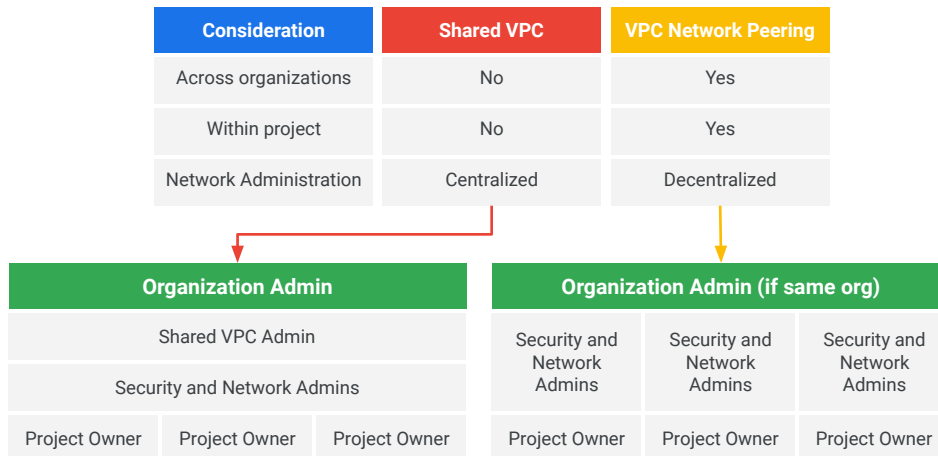 Consideration Shared VPC VPC Network Peering
Across organizations No Yes
Within project No Yes
Network Administration Centralized Decentralized
Organization Admin
Shared VPC Admin
Security and Network Admins
Project Owner Project Owner Project Owner
Organization Admin (if same org)
Security and
Network
Admins
Security and
Network
Admins
Security and
Network
Admins
Project Owner Project Owner Project Owner